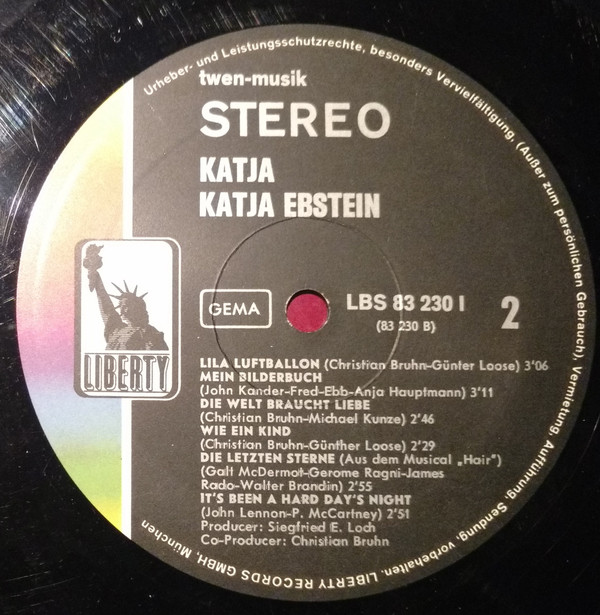 Urheber- und Leistungsschutzrechte, besonders Vervielfältigung, (Außer zum persönlichen Gebrauch), Vermietung, Aufführung, Sendung, vorbehalten. LIBERTY RECORDS GMBH, München
twen-musik
STEREO
KATJA
KATJA EBSTEIN
GEMA
LBS 83 230 I
(83 230 B)
2
LIBERTY
LILA LUFTBALLON (Christian Bruhn-Günter Loose) 3'06
MEIN BILDERBUCH
(John Kander-Fred-Ebb-Anja Hauptmann) 3'11
DIE WELT BRAUCHT LIEBE
(Christian Bruhn-Michael Kunze) 2'46
WIE EIN KIND
(Christian Bruhn-Günther Loose) 2'29
DIE LETZTEN STERNE (Aus dem Musical „Hair")
(Galt McDermot-Gerome Ragni-James
Rado-Walter Brandin) 2'55
IT'S BEEN A HARD DAY'S NIGHT
(John Lennon-P. McCartney) 2'51
Producer: Siegfried E. Loch
Co-Producer: Christian Bruhn